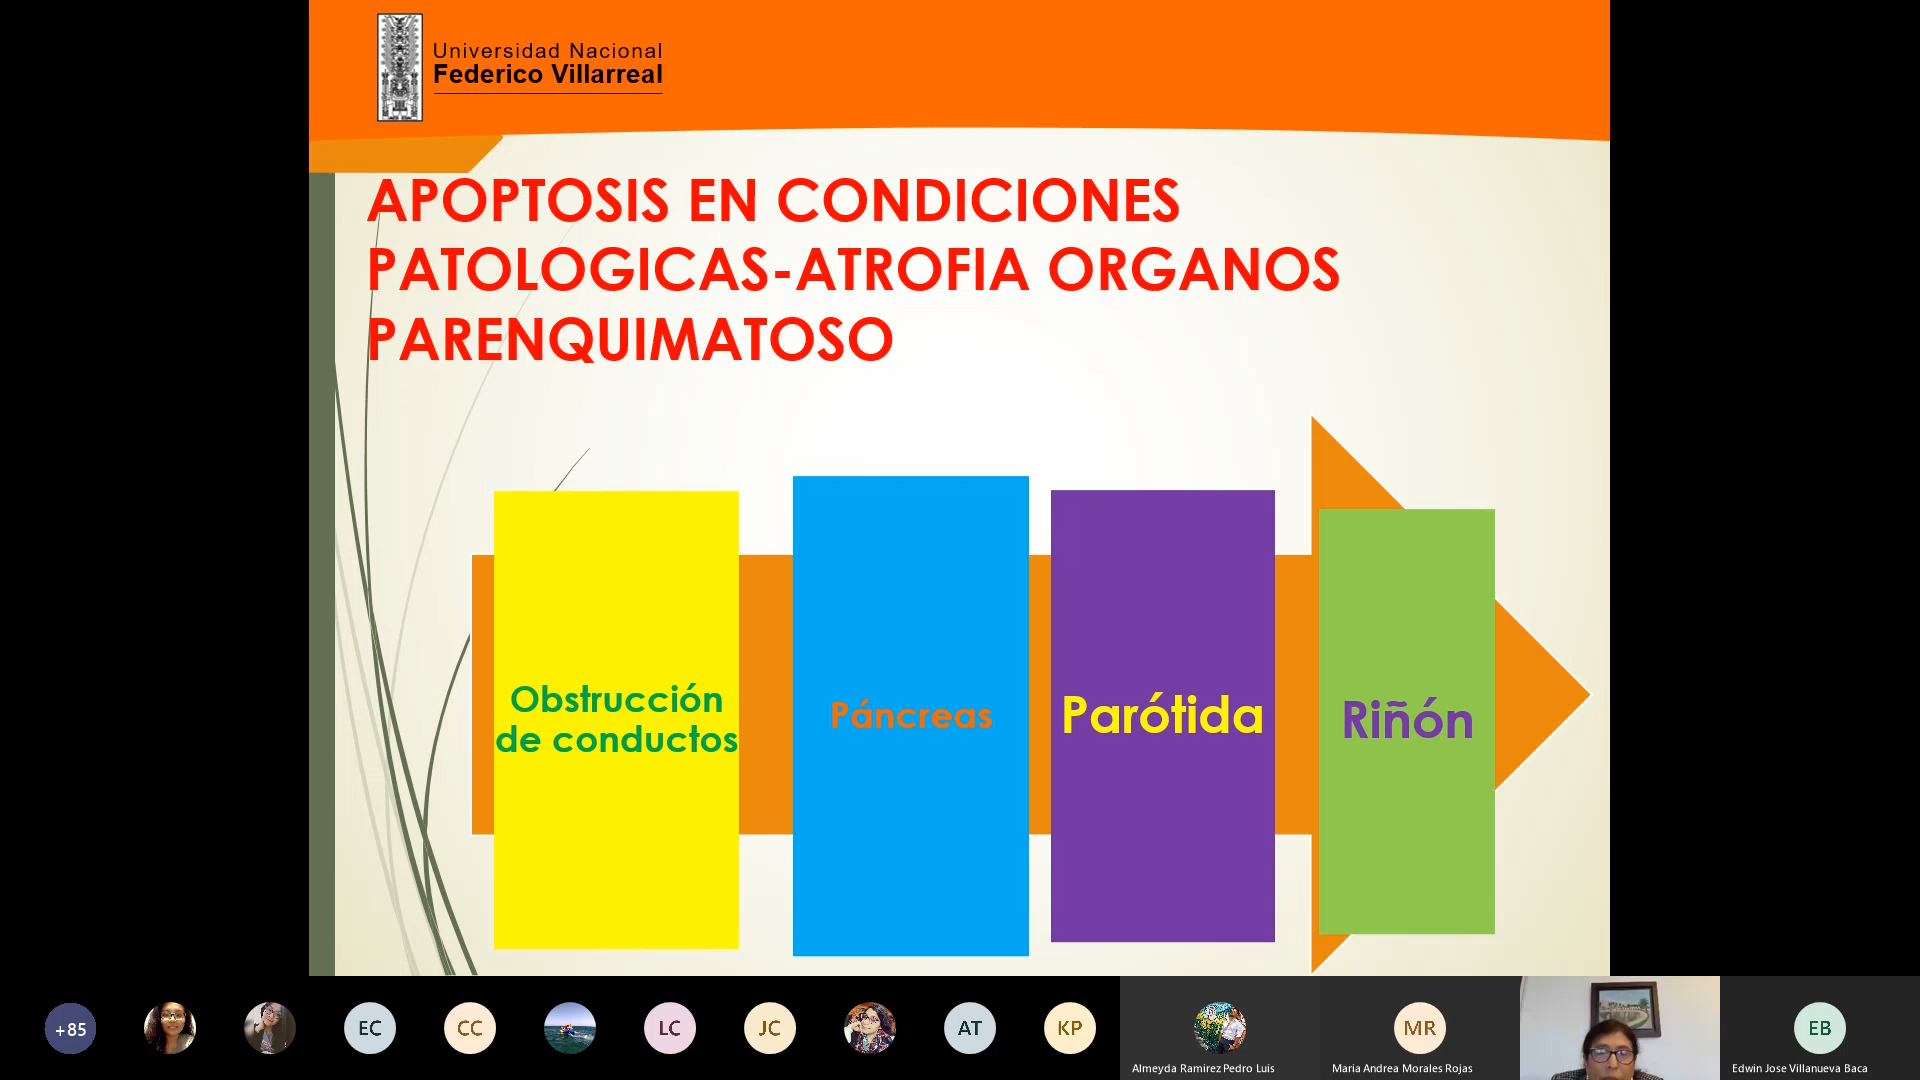 Universidad Nacional
Federico Villarreal
APOPTOSIS EN CONDICIONES
PATOLOGICAS-ATROFIA ORGANOS
PARENQUIMATOSO
Obstrucción
de conductos
Páncreas
Parótida
Riñón
+85
EC
CC
LC
JC
AT
KP
Almeyda Ramirez Pedro Luis
MR
Maria Andrea Morales Rojas
EB
Edwin Jose Villanueva Baca